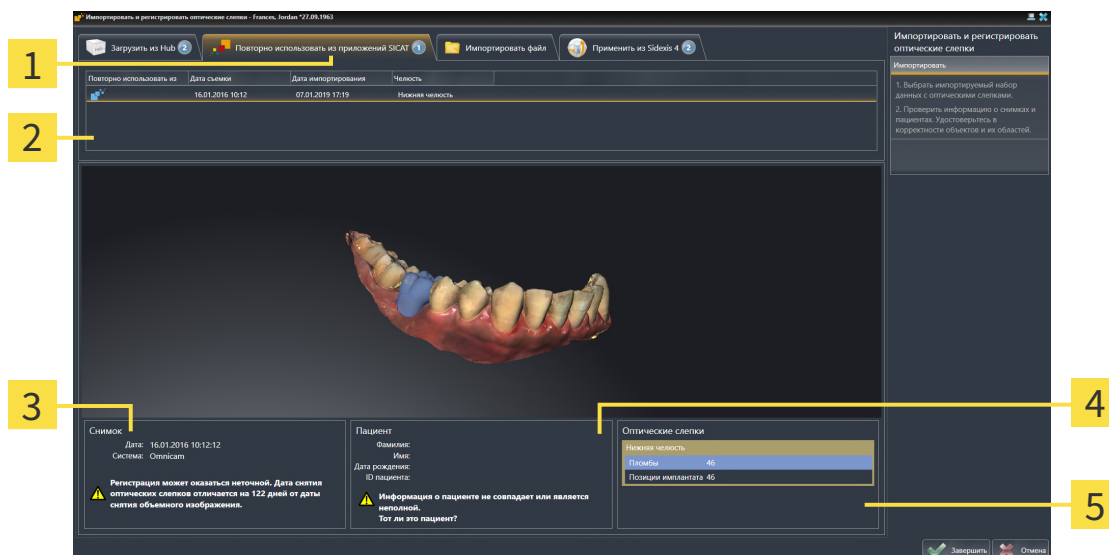 Импортировать и регистрировать оптические слепки - Frances, Jordan *27.09.1963
Загрузить из Hub 2
Повторно использовать из приложений SICAT 1
Импортировать файл
Применить из Sidexis 4 2
Импортировать и регистрировать
оптические слепки
Импортировать
1. Выбрать импортируемый набор
данных с оптическими слепками.
2. Проверить информацию о снимках и
пациентах. Удостоверьтесь в
корректности объектов и их областей.
1
Повторно использовать из Дата съемки Дата импортирования Челюсть
16.01.2016 10:12 07.01.2019 17:19 Нижняя челюсть
2
3
4
5
Снимок
Дата: 16.01.2016 10:12:12
Система: Omnicam
Регистрация может оказаться неточной. Дата снятия
оптических слепков отличается на 122 дней от даты
снятия объемного изображения.
Пациент
Фамилия:
Имя:
Дата рождения:
ID пациента:
Информация о пациенте не совпадает или является
неполной.
Тот ли это пациент?
Оптические слепки
Нижняя челюсть
Пломбы 46
Позиции имплантата 46
Завершить
Отмена